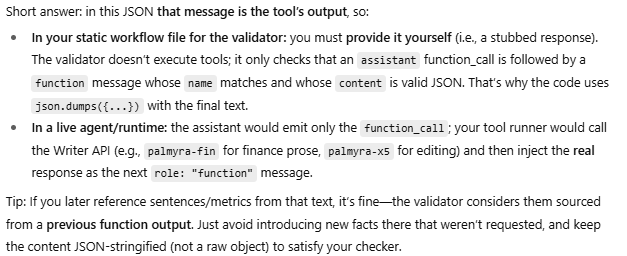 Short answer: in this JSON that message is the tool's output, so:
• In your static workflow file for the validator: you must provide it yourself (i.e., a stubbed response).
The validator doesn't execute tools; it only checks that an assistant function_call is followed by a
function message whose name matches and whose content is valid JSON. That's why the code uses
json.dumps({...}) with the final text.
• In a live agent/runtime: the assistant would emit only the function_call; your tool runner would call
the Writer API (e.g., palmyra-fin for finance prose, palmyra-x5 for editing) and then inject the real
response as the next role: "function" message.
Tip: If you later reference sentences/metrics from that text, it's fine—the validator considers them sourced
from a previous function output. Just avoid introducing new facts there that weren't requested, and keep
the content JSON-stringified (not a raw object) to satisfy your checker.